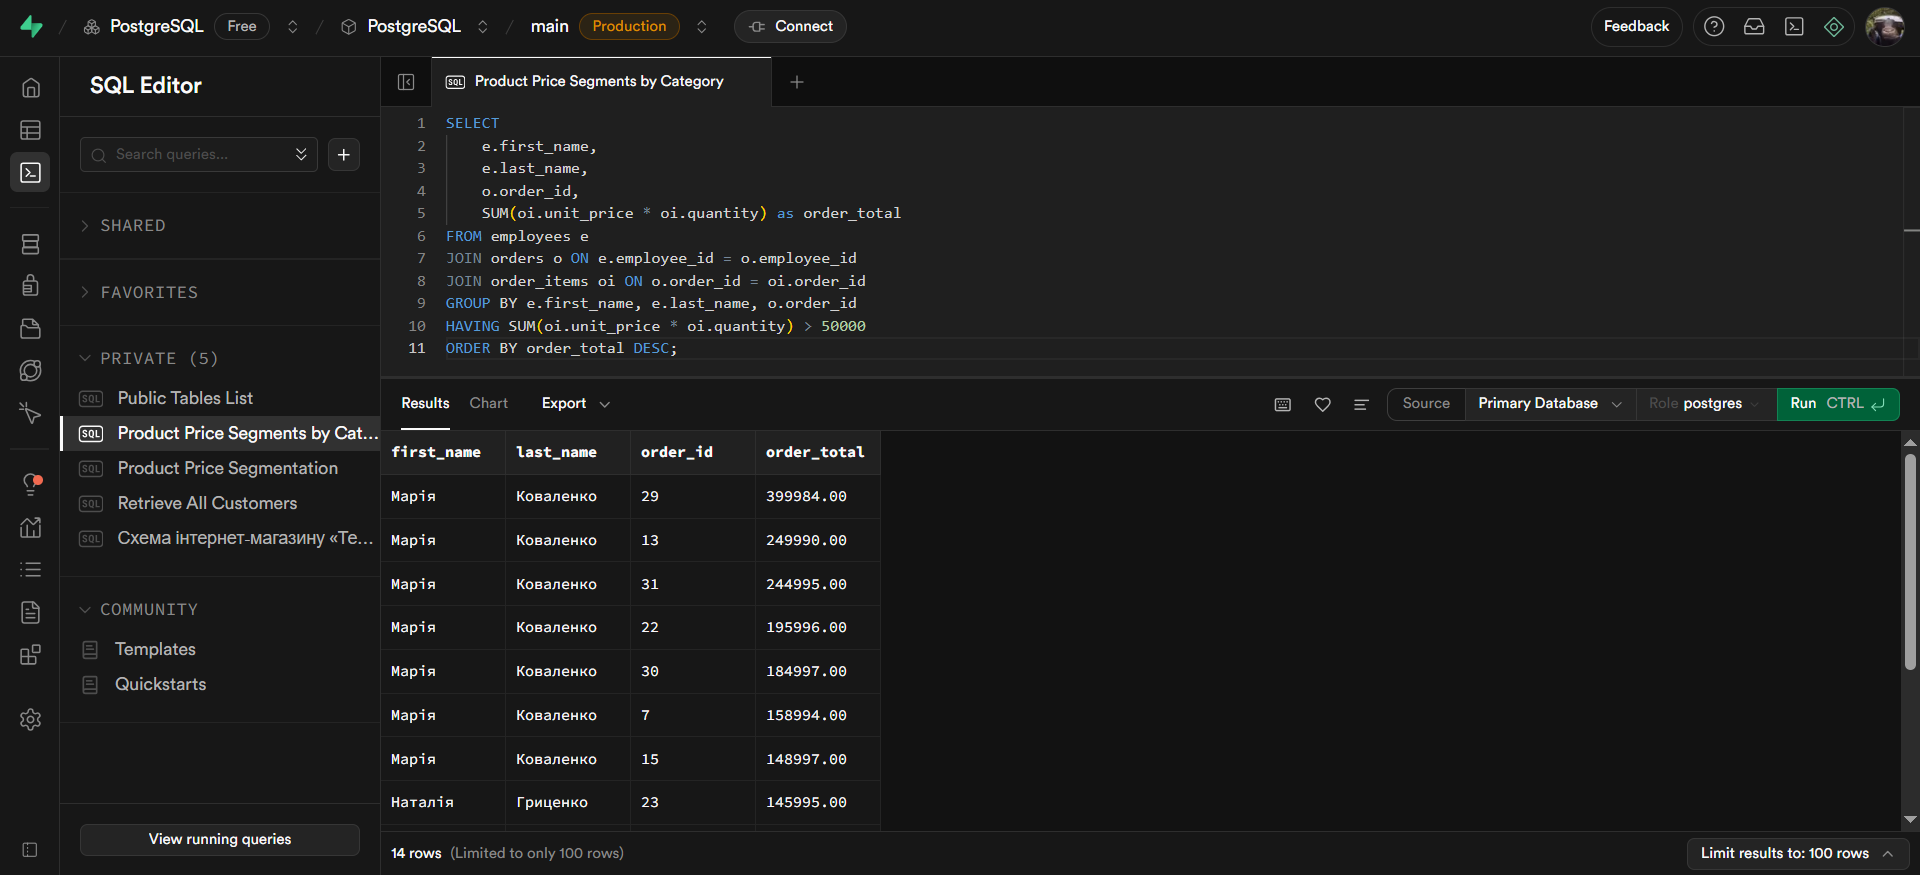 PostgreSQL Free / PostgreSQL / main Production Connect Feedback
SQL Editor
Search queries...
SHARED
FAVORITES
PRIVATE (5)
SQL Public Tables List
SQL Product Price Segments by Cat...
SQL Product Price Segmentation
SQL Retrieve All Customers
SQL Схема інтернет-магазину «Те...
COMMUNITY
Templates
Quickstarts
View running queries
SQL Product Price Segments by Category
1 SELECT
2 e.first_name,
3 e.last_name,
4 o.order_id,
5 SUM(oi.unit_price * oi.quantity) as order_total
6 FROM employees e
7 JOIN orders o ON e.employee_id = o.employee_id
8 JOIN order_items oi ON o.order_id = oi.order_id
9 GROUP BY e.first_name, e.last_name, o.order_id
10 HAVING SUM(oi.unit_price * oi.quantity) > 50000
11 ORDER BY order_total DESC;
Results Chart Export Source Primary Database Role postgres Run CTRL
first_name last_name order_id order_total
Марія Коваленко 29 399984.00
Марія Коваленко 13 249990.00
Марія Коваленко 31 244995.00
Марія Коваленко 22 195996.00
Марія Коваленко 30 184997.00
Марія Коваленко 7 158994.00
Марія Коваленко 15 148997.00
Наталія Гриценко 23 145995.00
14 rows (Limited to only 100 rows)
Limit results to: 100 rows